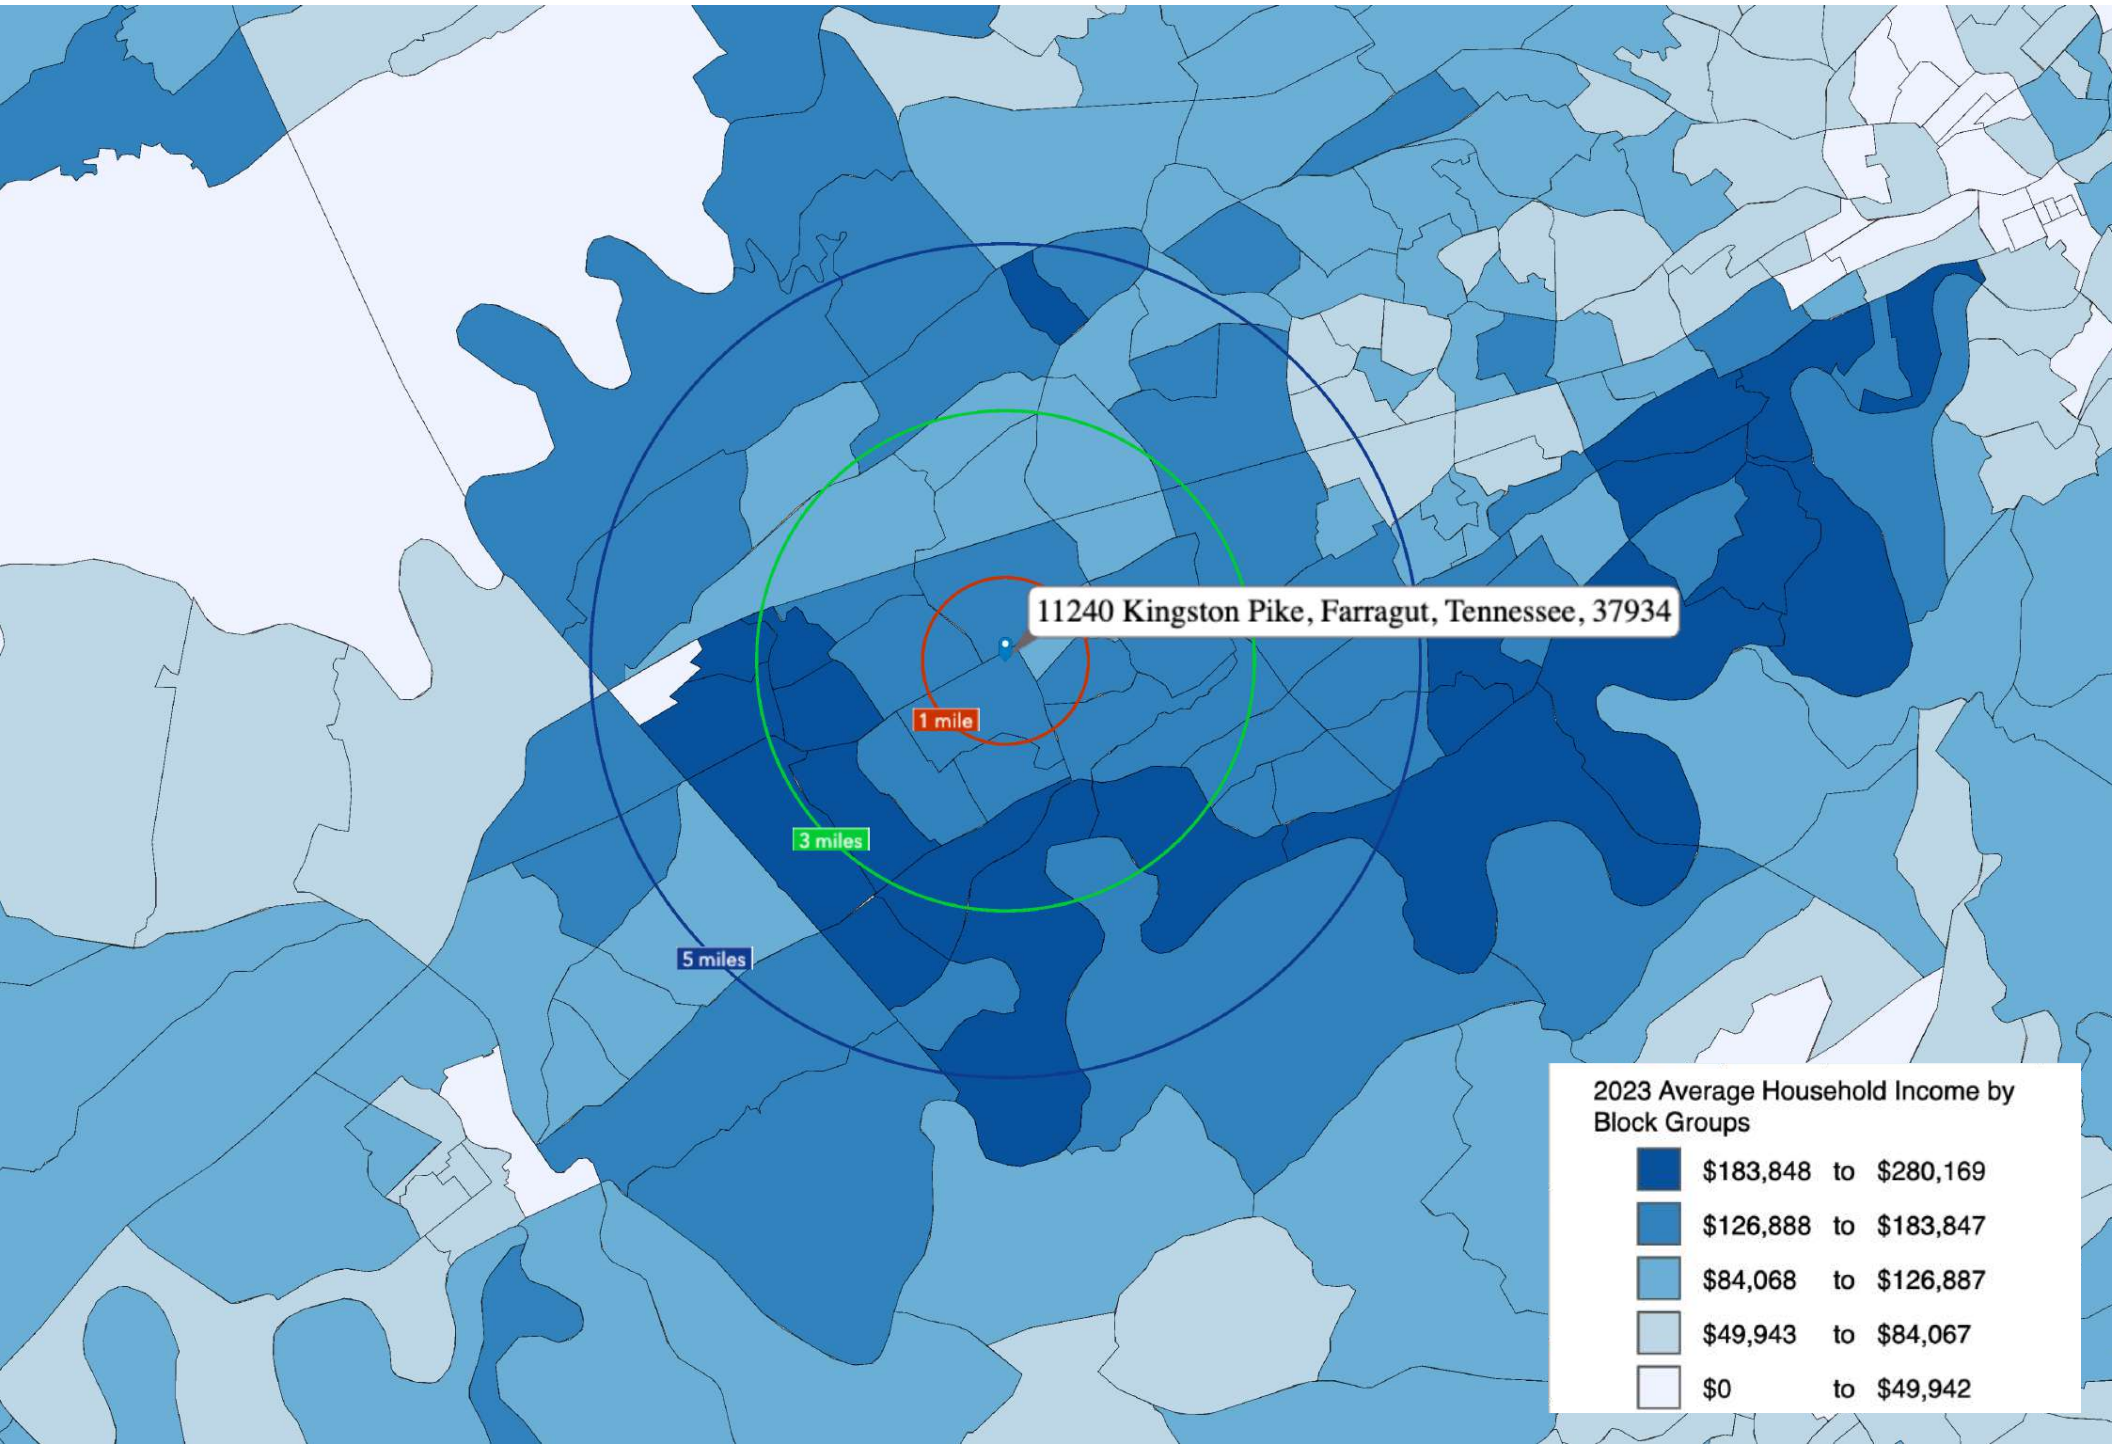 11240 Kingston Pike, Farragut, Tennessee, 37934
1 mile
3 miles
5 miles
2023 Average Household Income by
Block Groups
$183,848 to $280,169
$126,888 to $183,847
$84,068 to $126,887
$49,943 to $84,067
$0 to $49,942